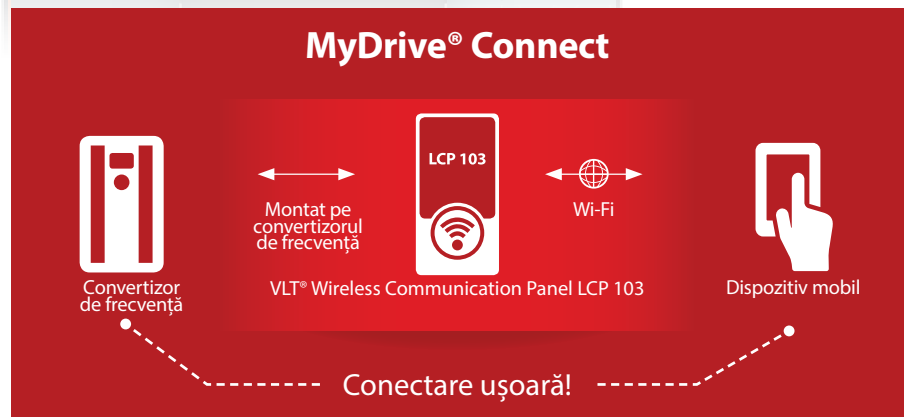 MyDrive® Connect
LCP 103
Montat pe
convertizorul
de frecvență
Wi-Fi
Convertizor
de frecvență
VLT® Wireless Communication Panel LCP 103
Dispozitiv mobil
Conectare ușoară!